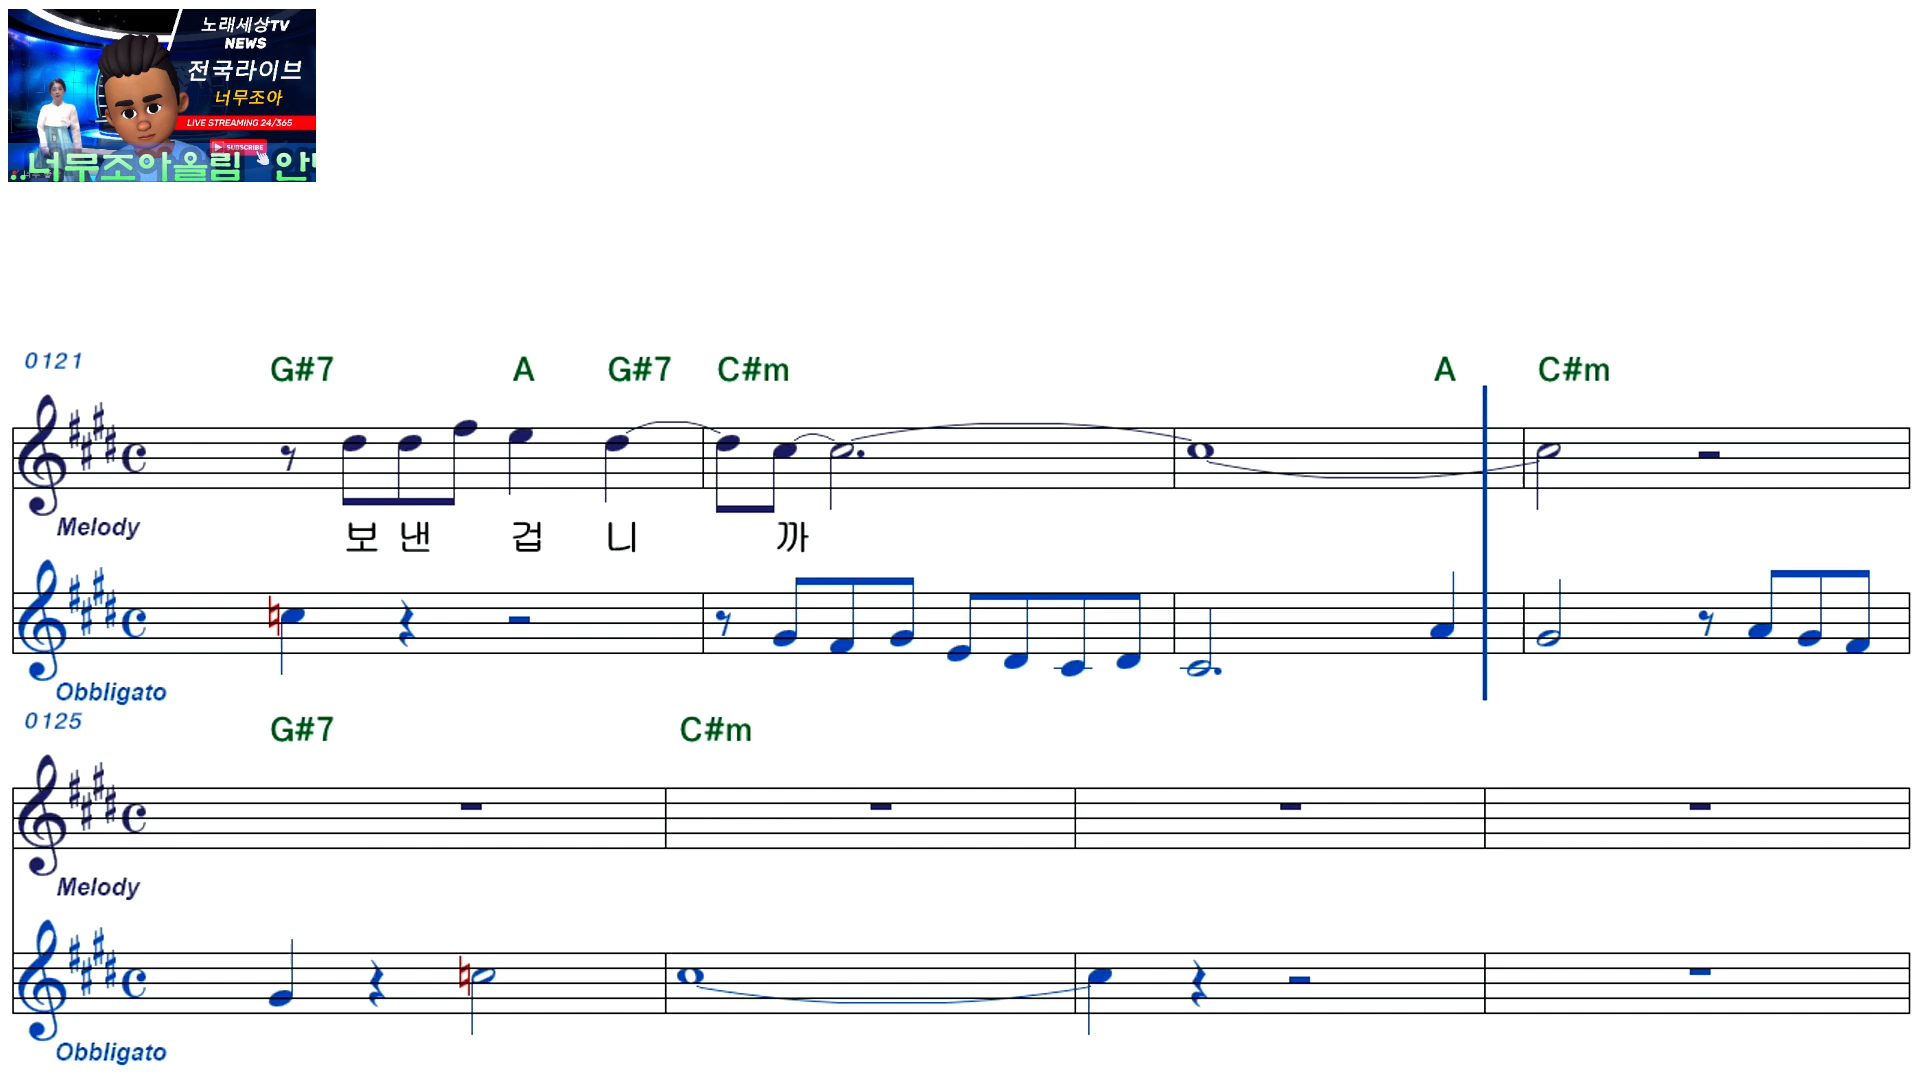 노래세상TV
NEWS
전국라이브
너무조아
LIVE STREAMING 24/365
SUBSCRIBE
..너무조아올림 안
0121
G#7 A G#7 C#m A C#m
Melody
보 낸 겁 니 까
Obbligato
0125
G#7 C#m
Melody
Obbligato